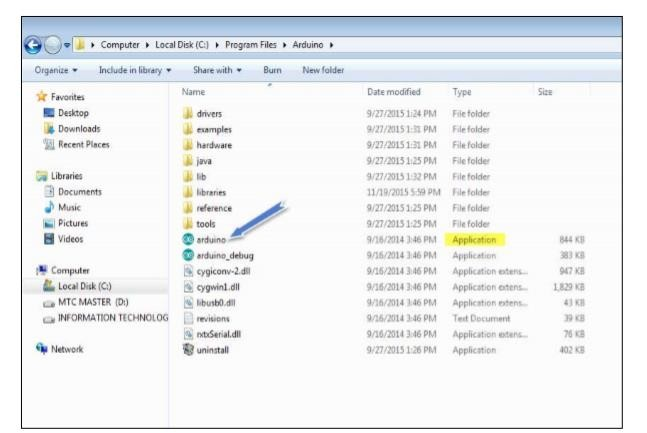 Computer ▸ Local Disk (C:) ▸ Program Files ▸ Arduino ▸
Organize Include in library Share with Burn New folder
Name Date modified Type Size
Favorites
Desktop
Downloads
Recent Places
Libraries
Documents
Music
Pictures
Videos
Computer
Local Disk (C:)
MTC MASTER (D:)
INFORMATION TECHNOLOG
Network
drivers 9/27/2015 1:24 PM File folder
examples 9/27/2015 1:31 PM File folder
hardware 9/27/2015 1:31 PM File folder
java 9/27/2015 1:25 PM File folder
lib 9/27/2015 1:32 PM File folder
libraries 11/19/2015 5:59 PM File folder
reference 9/27/2015 1:25 PM File folder
tools 9/27/2015 1:25 PM File folder
arduino 9/16/2014 3:46 PM Application 844 KB
arduino_debug 9/16/2014 3:46 PM Application 383 KB
cygiconv-2.dll 9/16/2014 3:46 PM Application extens... 947 KB
cygwin1.dll 9/16/2014 3:46 PM Application extens... 1,829 KB
libusb0.dll 9/16/2014 3:46 PM Application extens... 43 KB
revisions 9/16/2014 3:46 PM Text Document 39 KB
rxtxSerial.dll 9/16/2014 3:46 PM Application extens... 76 KB
uninstall 9/27/2015 1:26 PM Application 402 KB